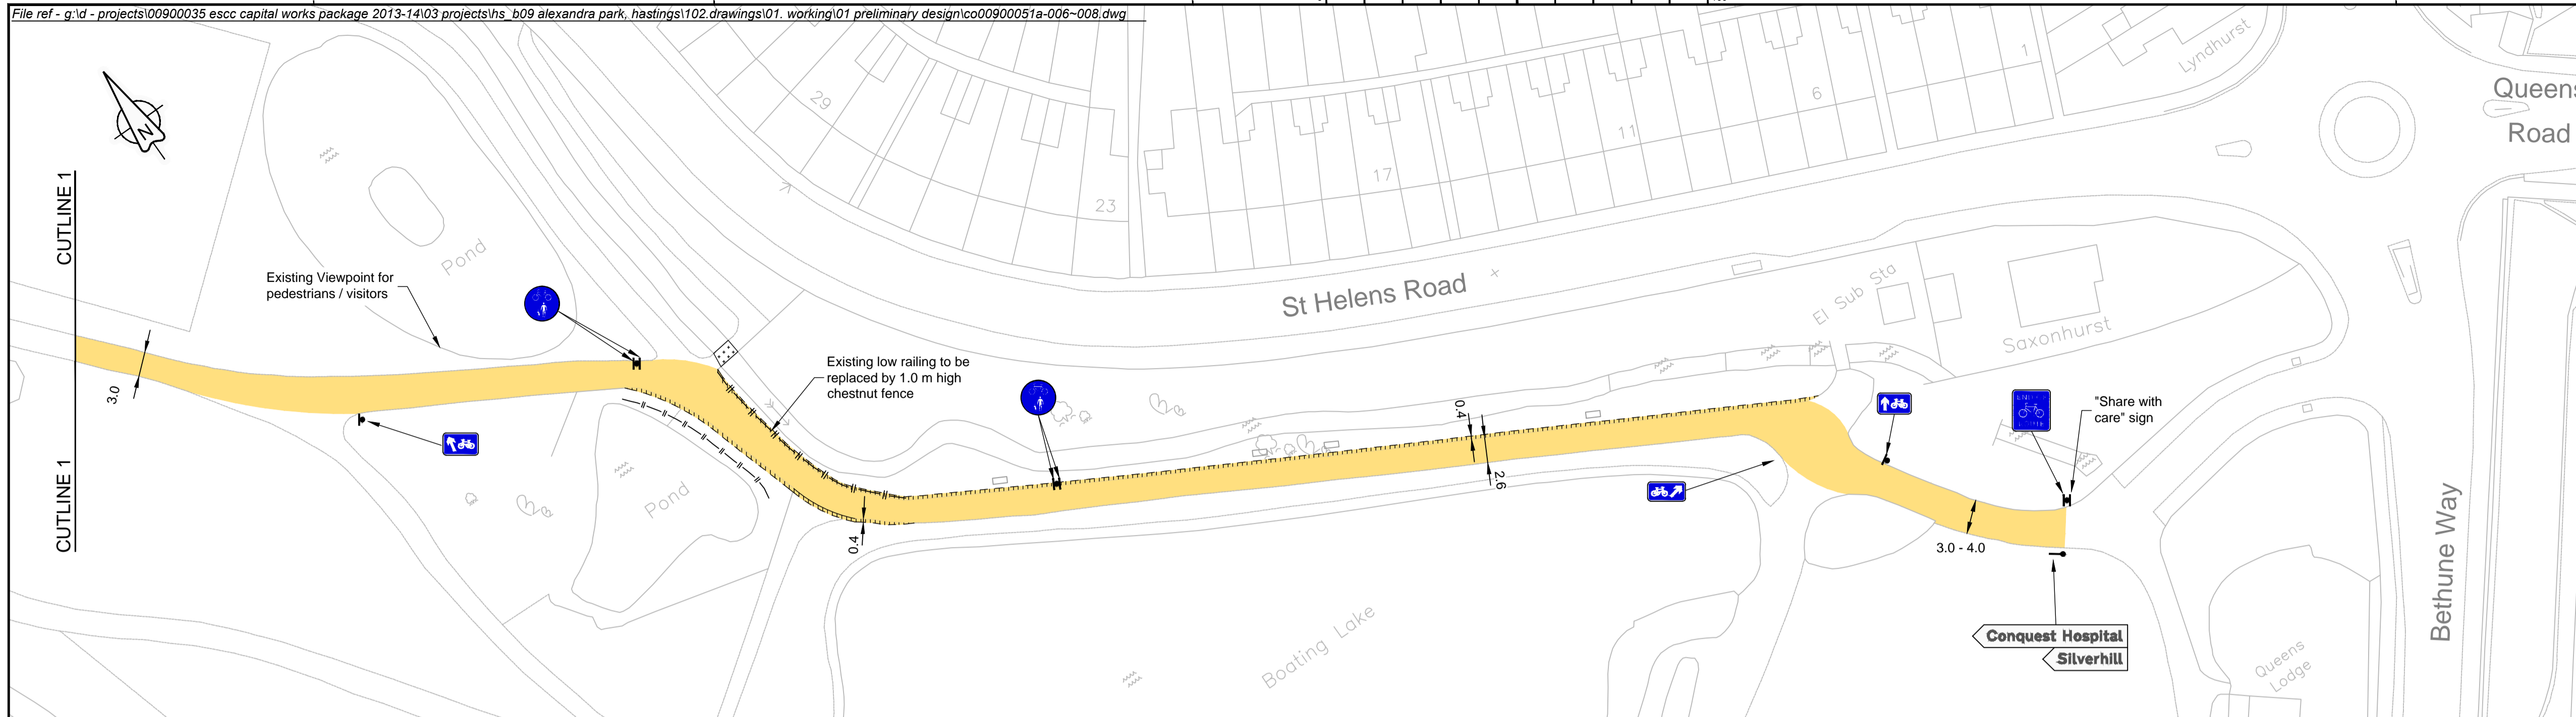 File ref - g:\d - projects\00900035 escc capital works package 2013-14\03 projects\hs_b09 alexandra park, hastings\102.drawings\01. working\01 preliminary design\co00900051a-006~008.dwg
N
CUTLINE 1
CUTLINE 1
3.0
Existing Viewpoint for
pedestrians / visitors
Pond
Pond
Existing low railing to be
replaced by 1.0 m high
chestnut fence
0.4
29
23
17
11
6
1
Lyndhurst
Queens
Road
St Helens Road
El Sub Sta
Saxonhurst
0.4
2.6
Boating Lake
3.0 - 4.0
END OF
ROUTE
"Share with
care" sign
Conquest Hospital
Silverhill
Bethune Way
Queens
Lodge